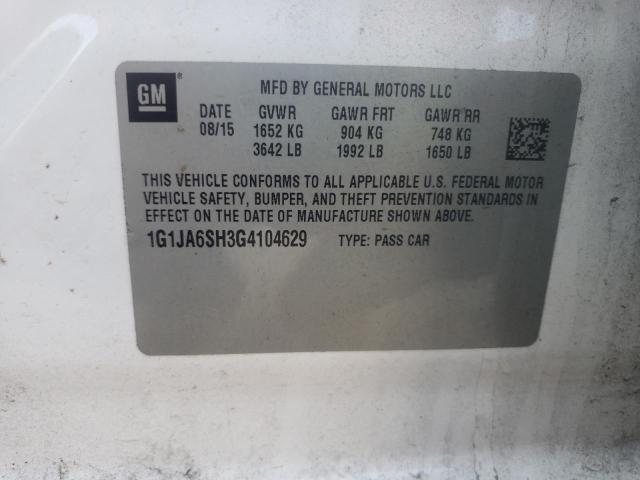 GM
MFD BY GENERAL MOTORS LLC
DATE GVWR GAWR FRT GAWR RR
08/15 1652 KG 904 KG 748 KG
3642 LB 1992 LB 1650 LB
THIS VEHICLE CONFORMS TO ALL APPLICABLE U.S. FEDERAL MOTOR
VEHICLE SAFETY, BUMPER, AND THEFT PREVENTION STANDARDS IN
EFFECT ON THE DATE OF MANUFACTURE SHOWN ABOVE.
1G1JA6SH3G4104629 TYPE: PASS CAR